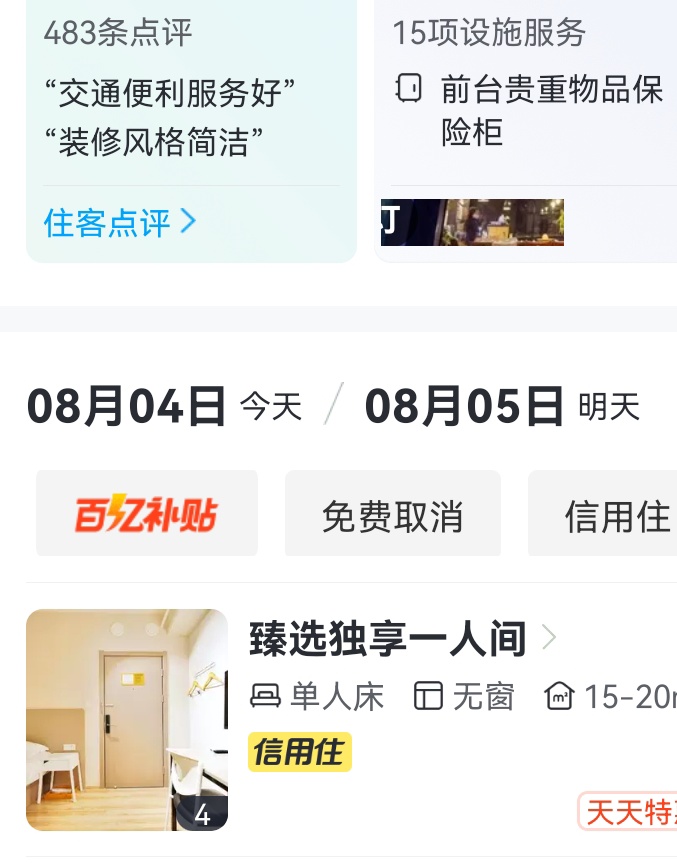 483条点评
“交通便利服务好”
“装修风格简洁”
住客点评
15项设施服务
前台贵重物品保
险柜
08月04日 今天
08月05日 明天
百亿补贴
免费取消
信用住
臻选独享一人间
单人床 无窗 15-20
信用住
4
天天特